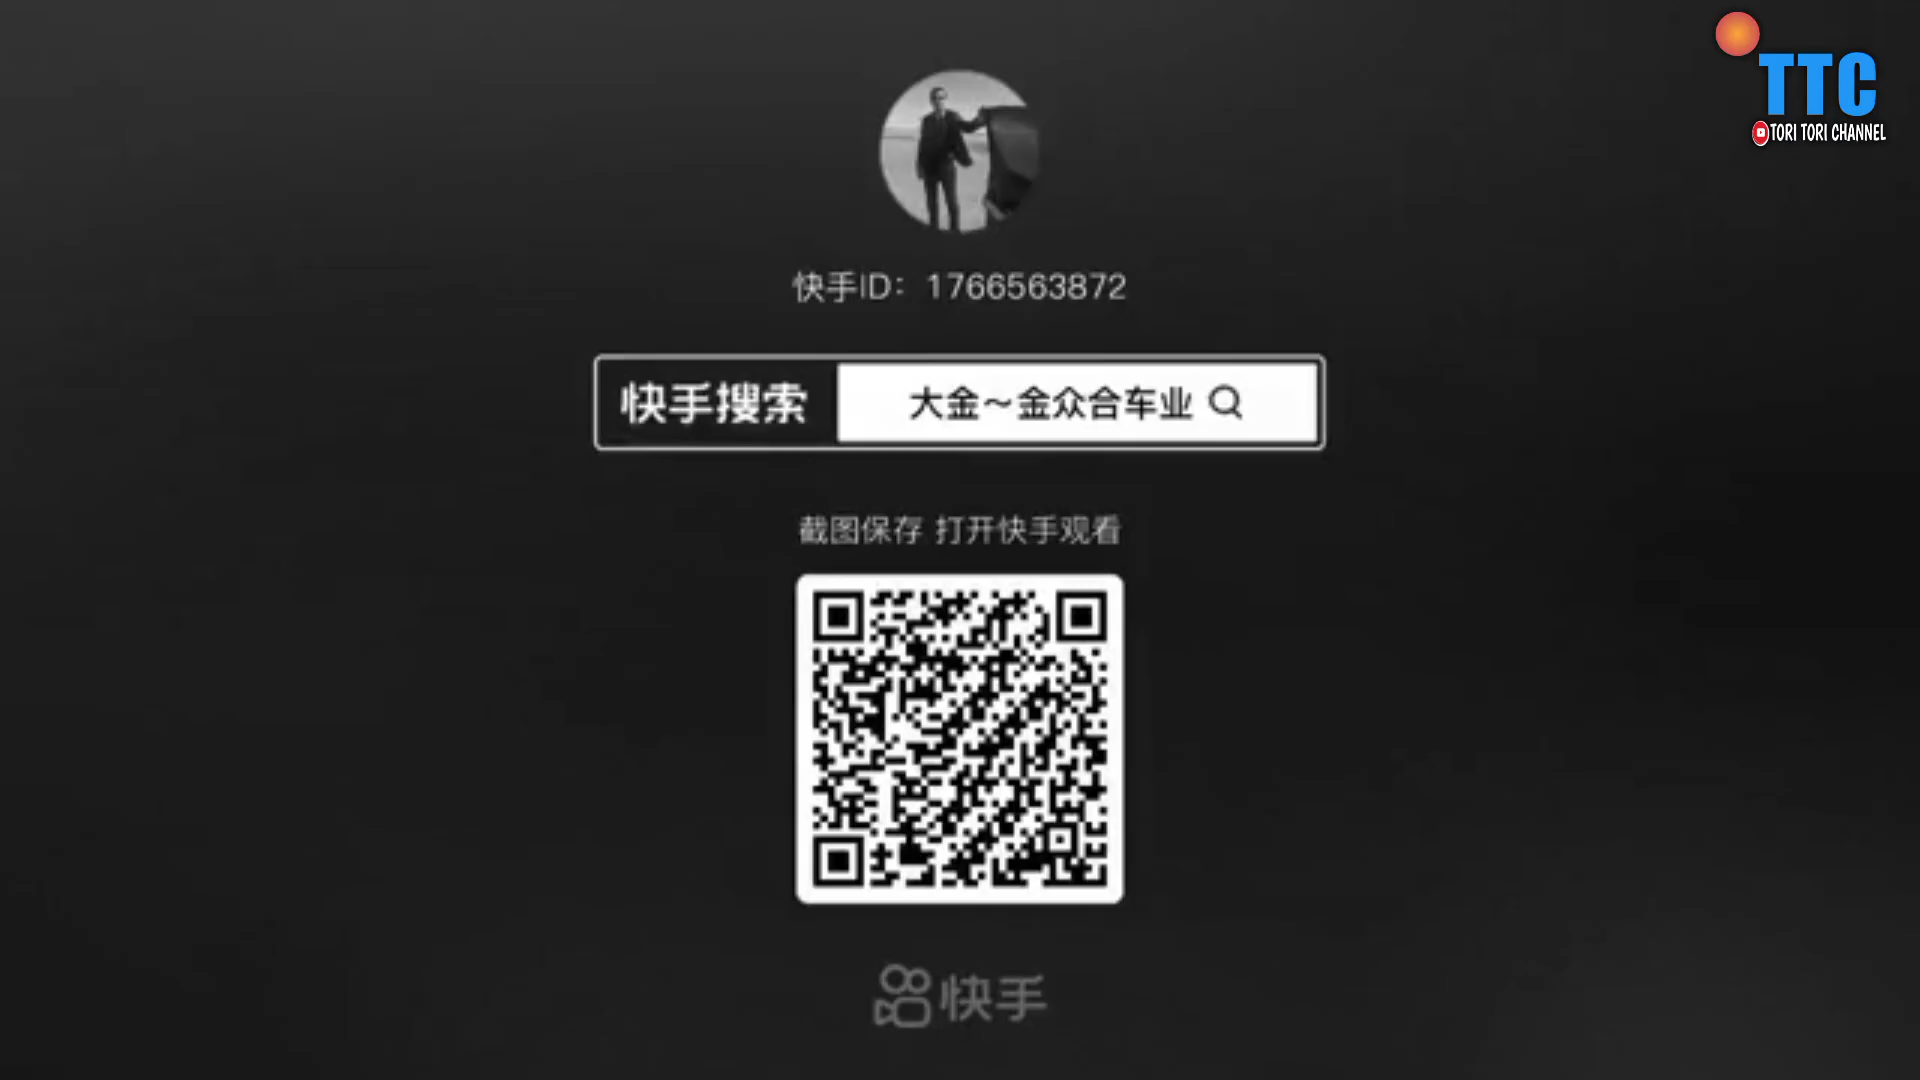 TTC
TORI TORI CHANNEL
快手ID：1766563872
快手搜索 大金～金众合车业
截图保存 打开快手观看
快手